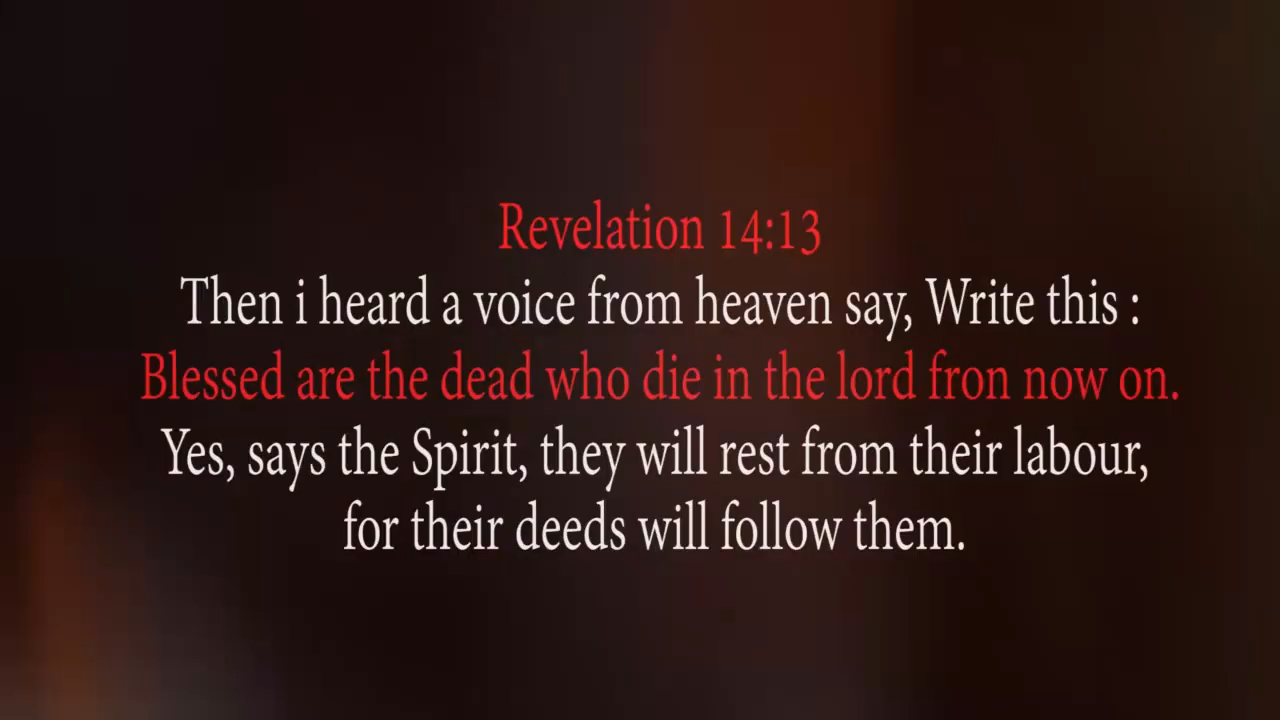 Revelation 14:13
Then i heard a voice from heaven say, Write this :
Blessed are the dead who die in the lord fron now on.
Yes, says the Spirit, they will rest from their labour,
for their deeds will follow them.